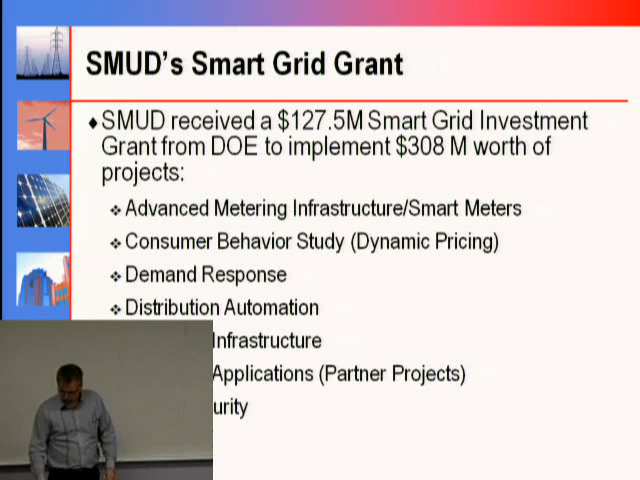 SMUD's Smart Grid Grant
SMUD received a $127.5M Smart Grid Investment
Grant from DOE to implement $308 M worth of
projects:
Advanced Metering Infrastructure/Smart Meters
Consumer Behavior Study (Dynamic Pricing)
Demand Response
Distribution Automation
Infrastructure
Applications (Partner Projects)
urity